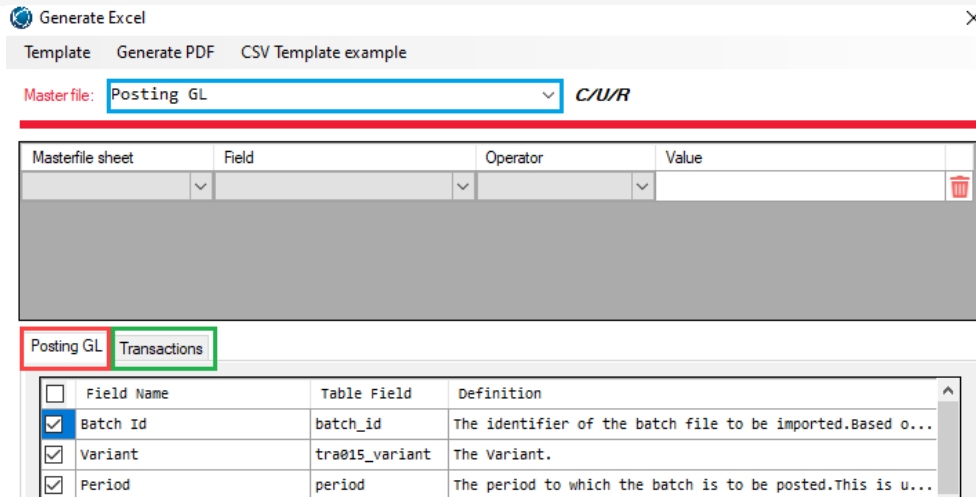 Generate Excel
Template Generate PDF CSV Template example
Master file: Posting GL C/U/R
Masterfile sheet Field Operator Value
Posting GL Transactions
Field Name Table Field Definition
Batch Id batch_id The identifier of the batch file to be imported.Based o...
Variant tra015_variant The Variant.
Period period The period to which the batch is to be posted.This is u...